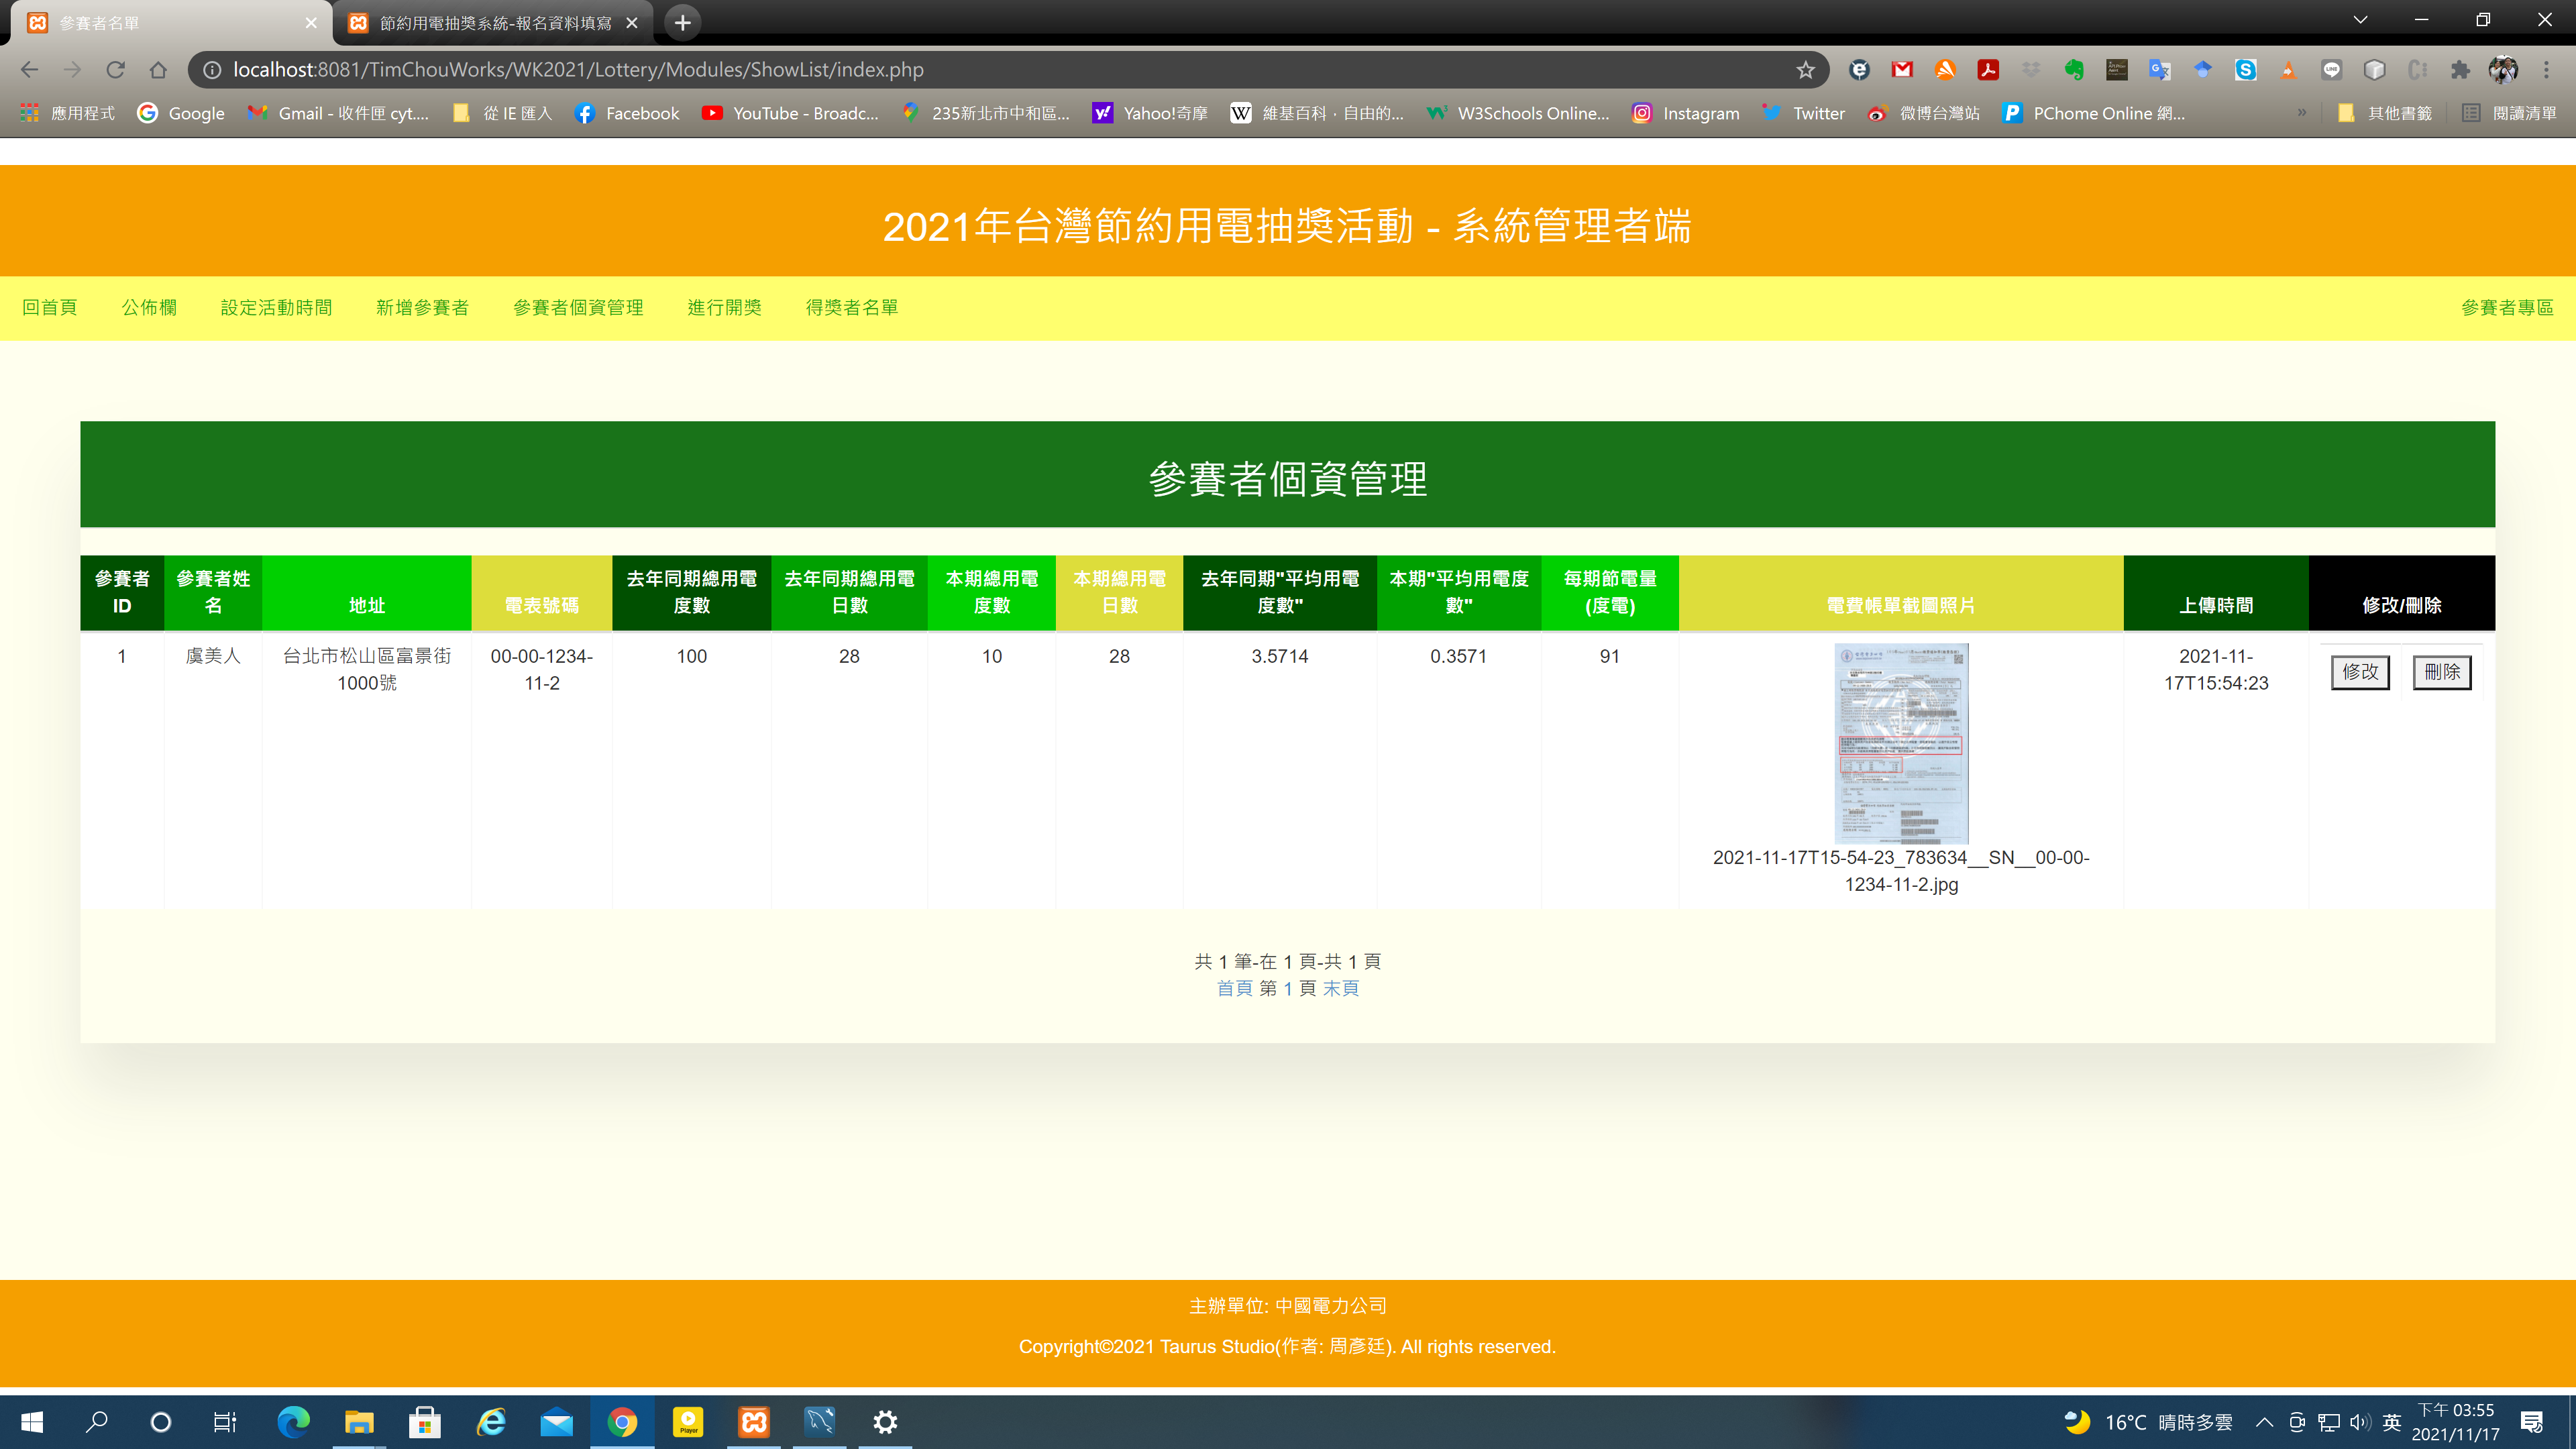 參賽者名單
節約用電抽獎系統-報名資料填寫
localhost:8081/TimChouWorks/WK2021/Lottery/Modules/ShowList/index.php
應用程式 Google Gmail - 收件匣 cyt.... 從 IE 匯入 Facebook YouTube - Broadc... 235新北市中和區... Yahoo!奇摩 維基百科，自由的... W3Schools Online... Instagram Twitter 微博台灣站 PChome Online 網... » 其他書籤 閱讀清單
2021年台灣節約用電抽獎活動 - 系統管理者端
回首頁 公佈欄 設定活動時間 新增參賽者 參賽者個資管理 進行開獎 得獎者名單 參賽者專區
參賽者個資管理
參賽者 ID
參賽者姓名
地址
電表號碼
去年同期總用電度數
去年同期總用電日數
本期總用電度數
本期總用電日數
去年同期"平均用電度數"
本期"平均用電度數"
每期節電量(度電)
電費帳單截圖照片
上傳時間
修改/刪除
1
虞美人
台北市松山區富景街
1000號
00-00-1234-
11-2
100
28
10
28
3.5714
0.3571
91
2021-11-17T15-54-23_783634__SN__00-00-
1234-11-2.jpg
2021-11-
17T15:54:23
修改 刪除
共 1 筆-在 1 頁-共 1 頁
首頁 第 1 頁 末頁
主辦單位: 中國電力公司
Copyright©2021 Taurus Studio(作者: 周彥廷). All rights reserved.
16°C 晴時多雲
英
下午 03:55
2021/11/17